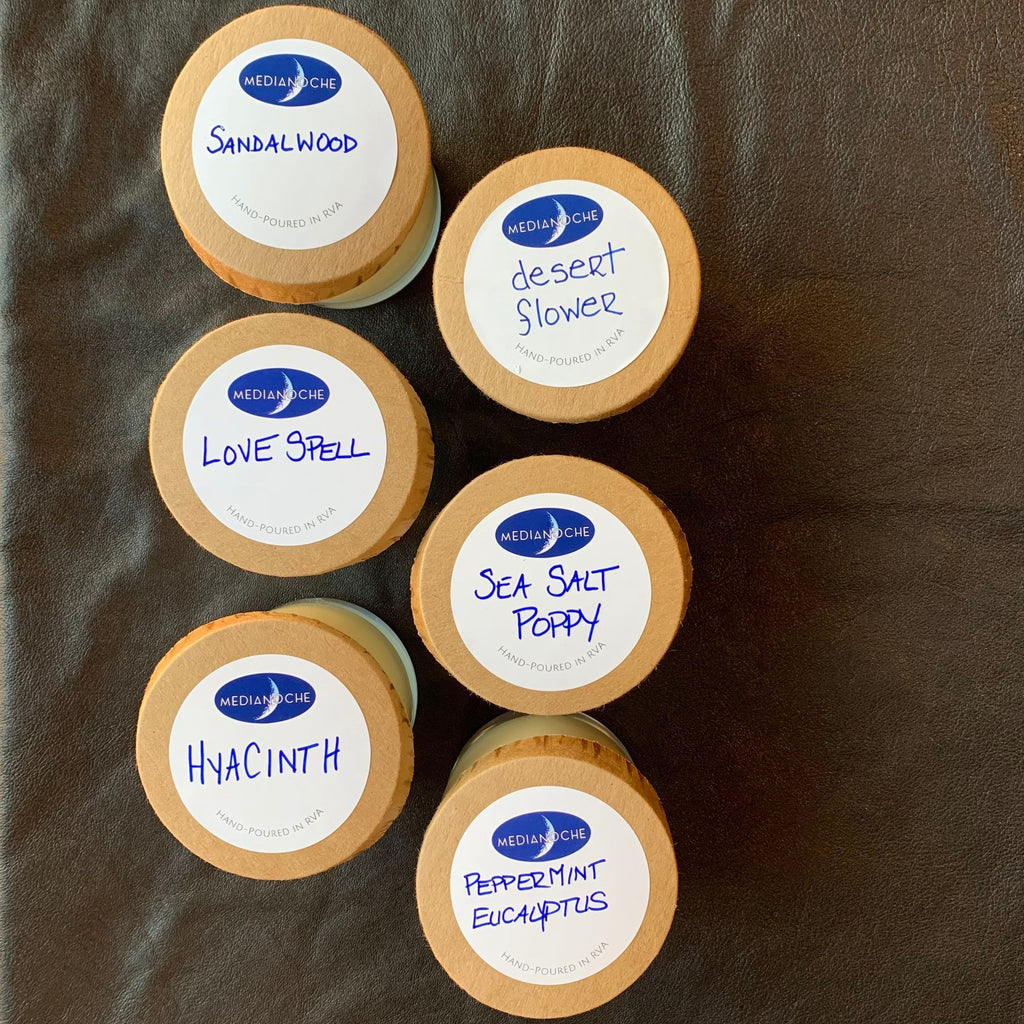 MEDIANOCHE
SANDALWOOD
HAND-POURED IN RVA
MEDIANOCHE
desert
flower
HAND-POURED IN RVA
MEDIANOCHE
LOVE SPELL
HAND-POURED IN RVA
MEDIANOCHE
SEA SALT
POPPY
HAND-POURED IN RVA
MEDIANOCHE
HYACINTH
HAND-POURED IN RVA
MEDIANOCHE
PEPPERMINT
EUCALYPTUS
HAND-POURED IN RVA